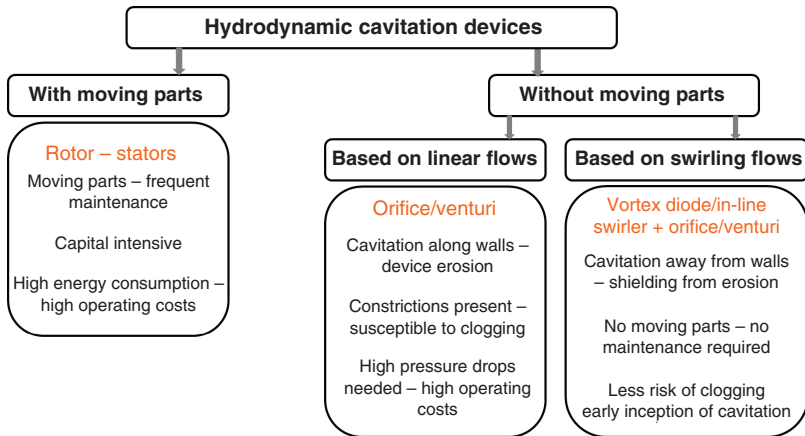 Hydrodynamic cavitation devices
With moving parts
Without moving parts
Rotor – stators
Moving parts – frequent
maintenance
Capital intensive
High energy consumption –
high operating costs
Based on linear flows
Orifice/venturi
Cavitation along walls –
device erosion
Constrictions present –
susceptible to clogging
High pressure drops
needed – high operating
costs
Based on swirling flows
Vortex diode/in-line
swirler + orifice/venturi
Cavitation away from walls
– shielding from erosion
No moving parts – no
maintenance required
Less risk of clogging
early inception of cavitation